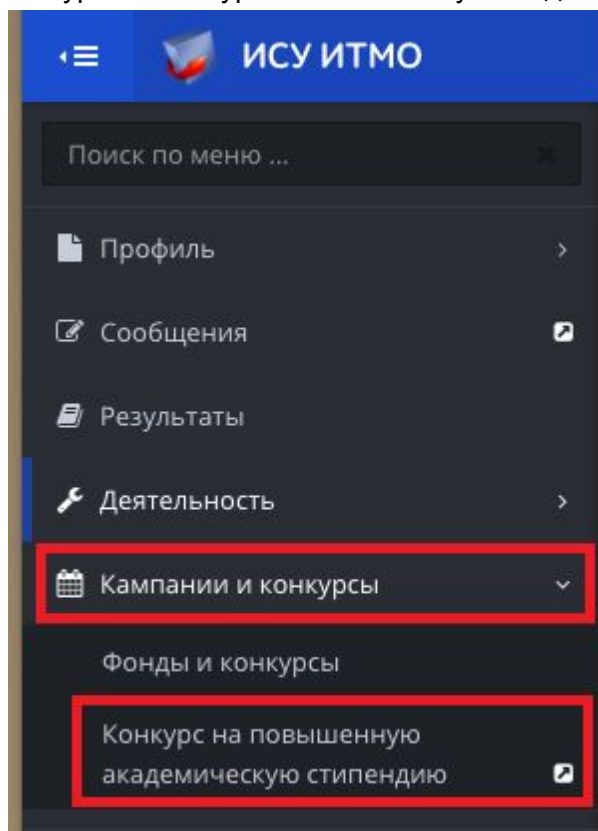 ИСУ ИТМО
Поиск по меню ...
Профиль
Сообщения
Результаты
Деятельность
Кампании и конкурсы
Фонды и конкурсы
Конкурс на повышенную
академическую стипендию